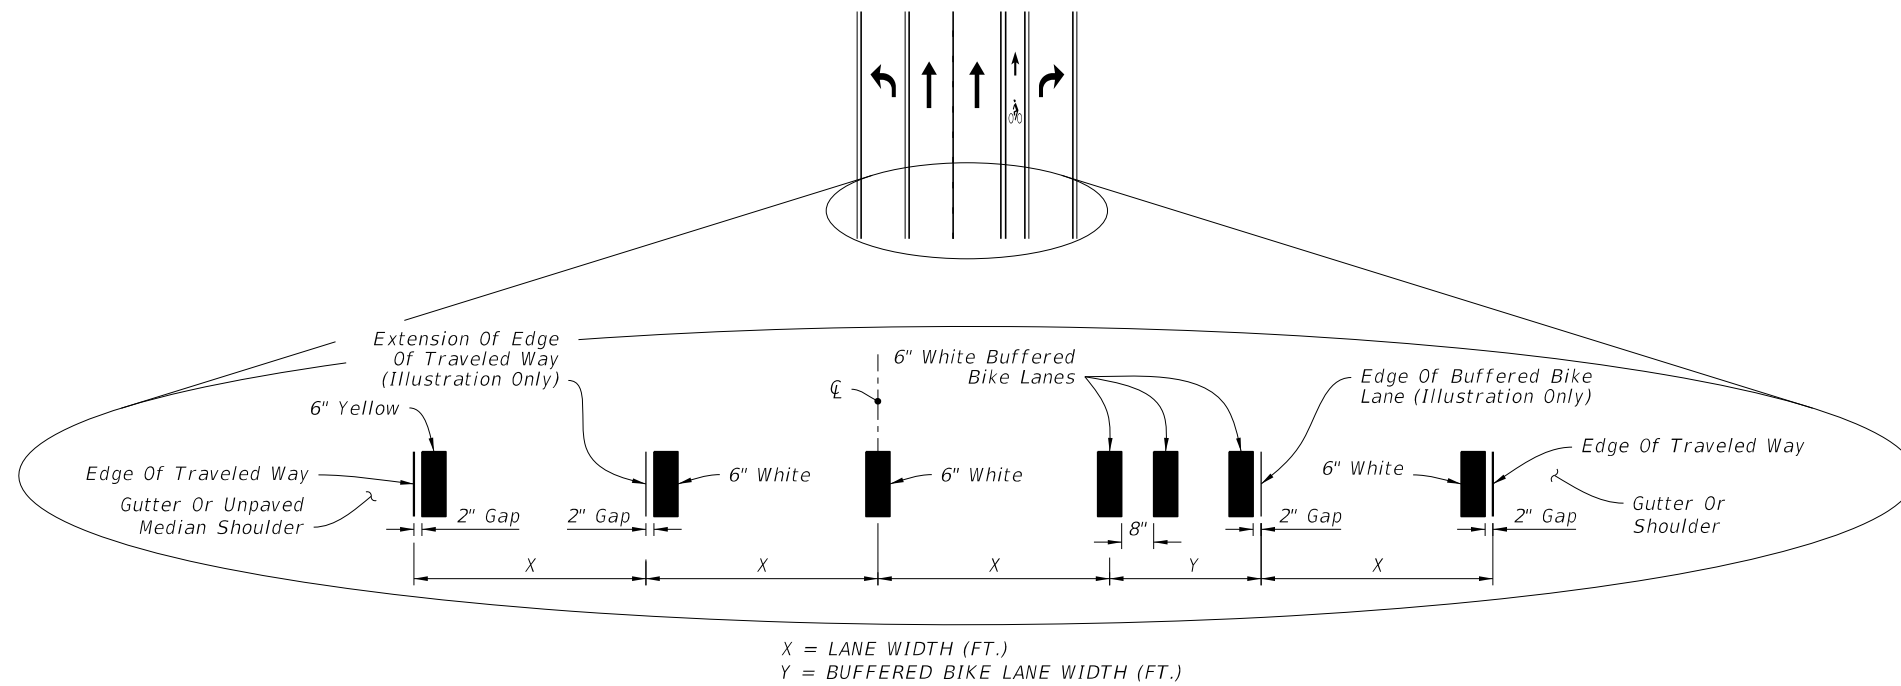 Extension Of Edge
Of Traveled Way
(Illustration Only)
6" Yellow
Edge Of Traveled Way
Gutter Or Unpaved
Median Shoulder
2" Gap
2" Gap
6" White
℄
6" White
6" White Buffered
Bike Lanes
8"
Edge Of Buffered Bike
Lane (Illustration Only)
2" Gap
6" White
Edge Of Traveled Way
Gutter Or
Shoulder
2" Gap
X
X
X
Y
X
X = LANE WIDTH (FT.)
Y = BUFFERED BIKE LANE WIDTH (FT.)